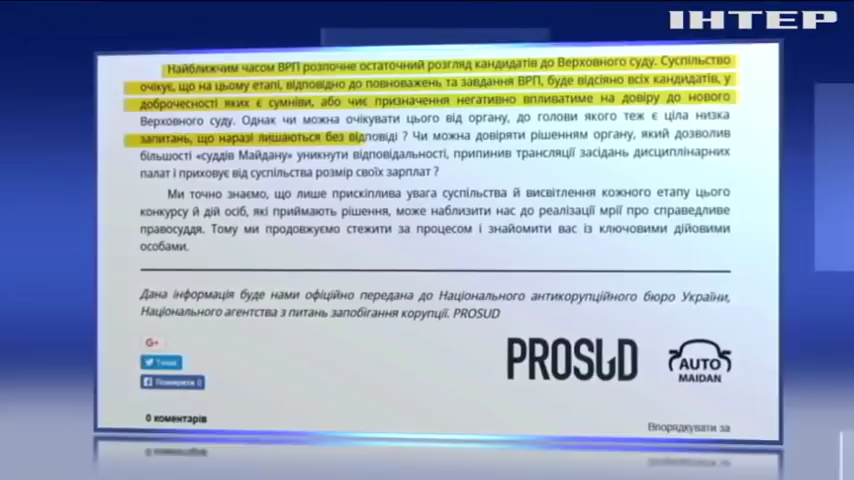 ІНТЕР
Найближчим часом ВРП розпочне остаточний розгляд кандидатів до Верховного суду. Суспільство
очікує, що на цьому етапі, відповідно до повноважень та завдання ВРП, буде відсіяно всіх кандидатів, у
доброчесності яких є сумніви, або чиє призначення негативно впливатиме на довіру до нового
Верховного суду. Однак чи можна очікувати цього від органу, до голови якого теж є ціла низка
запитань, що наразі лишаються без відповіді ? Чи можна довіряти рішенням органу, який дозволив
більшості «суддів Майдану» уникнути відповідальності, припинив трансляції засідань дисциплінарних
палат і приховує від суспільства розмір своїх зарплат ?
Ми точно знаємо, що лише прискіплива увага суспільства й висвітлення кожного етапу цього
конкурсу й дій осіб, які приймають рішення, може наблизити нас до реалізації мрії про справедливе
правосуддя. Тому ми продовжуємо стежити за процесом і знайомити вас із ключовими дійовими
особами.
Дана інформація буде нами офіційно передана до Національного антикорупційного бюро України,
Національного агентства з питань запобігання корупції. PROSUD
G+
Tweet
Поширити 0
PROSUD
AUTO
MAIDAN
0 коментарів
Впорядкувати за